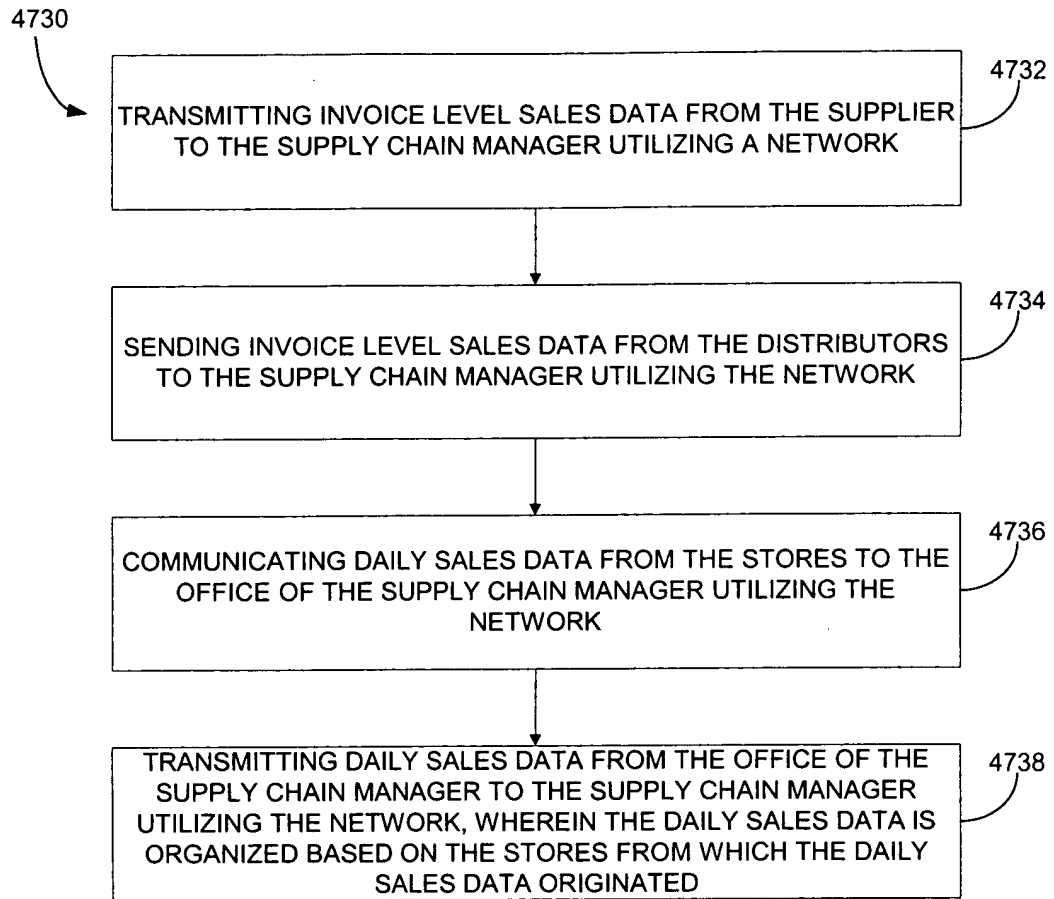 4730
4732
TRANSMITTING INVOICE LEVEL SALES DATA FROM THE SUPPLIER
TO THE SUPPLY CHAIN MANAGER UTILIZING A NETWORK
4734
SENDING INVOICE LEVEL SALES DATA FROM THE DISTRIBUTORS
TO THE SUPPLY CHAIN MANAGER UTILIZING THE NETWORK
4736
COMMUNICATING DAILY SALES DATA FROM THE STORES TO THE
OFFICE OF THE SUPPLY CHAIN MANAGER UTILIZING THE
NETWORK
4738
TRANSMITTING DAILY SALES DATA FROM THE OFFICE OF THE
SUPPLY CHAIN MANAGER TO THE SUPPLY CHAIN MANAGER
UTILIZING THE NETWORK, WHEREIN THE DAILY SALES DATA IS
ORGANIZED BASED ON THE STORES FROM WHICH THE DAILY
SALES DATA ORIGINATED